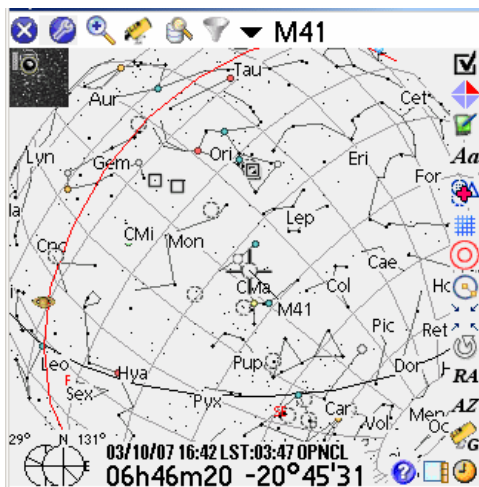 M41
Tau
Aur
Cet
Lyn
Gem
Ori
Eri
For
Aa
Lep
CMi
Mon
Cnc
Cae
CMa
Col
M41
Pic
Ret
Pup
Dor
Leo
Hya
F
Sex
Pyx
SF
Car
Vol
Men
Oc
RA
AZ
G
29° N 131°
03/10/07 16:42 LST:03:47 OPNCL
06h46m20 -20°45'31